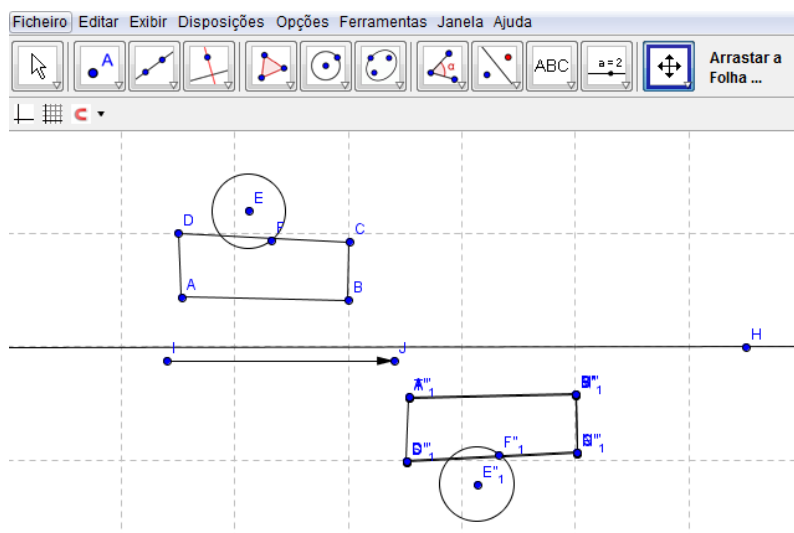 Ficheiro Editar Exibir Disposições Opções Ferramentas Janela Ajuda
A α ABC a=2 Arrastar a
Folha ...
E
D F C
A B
H
I J
F''1
E''1